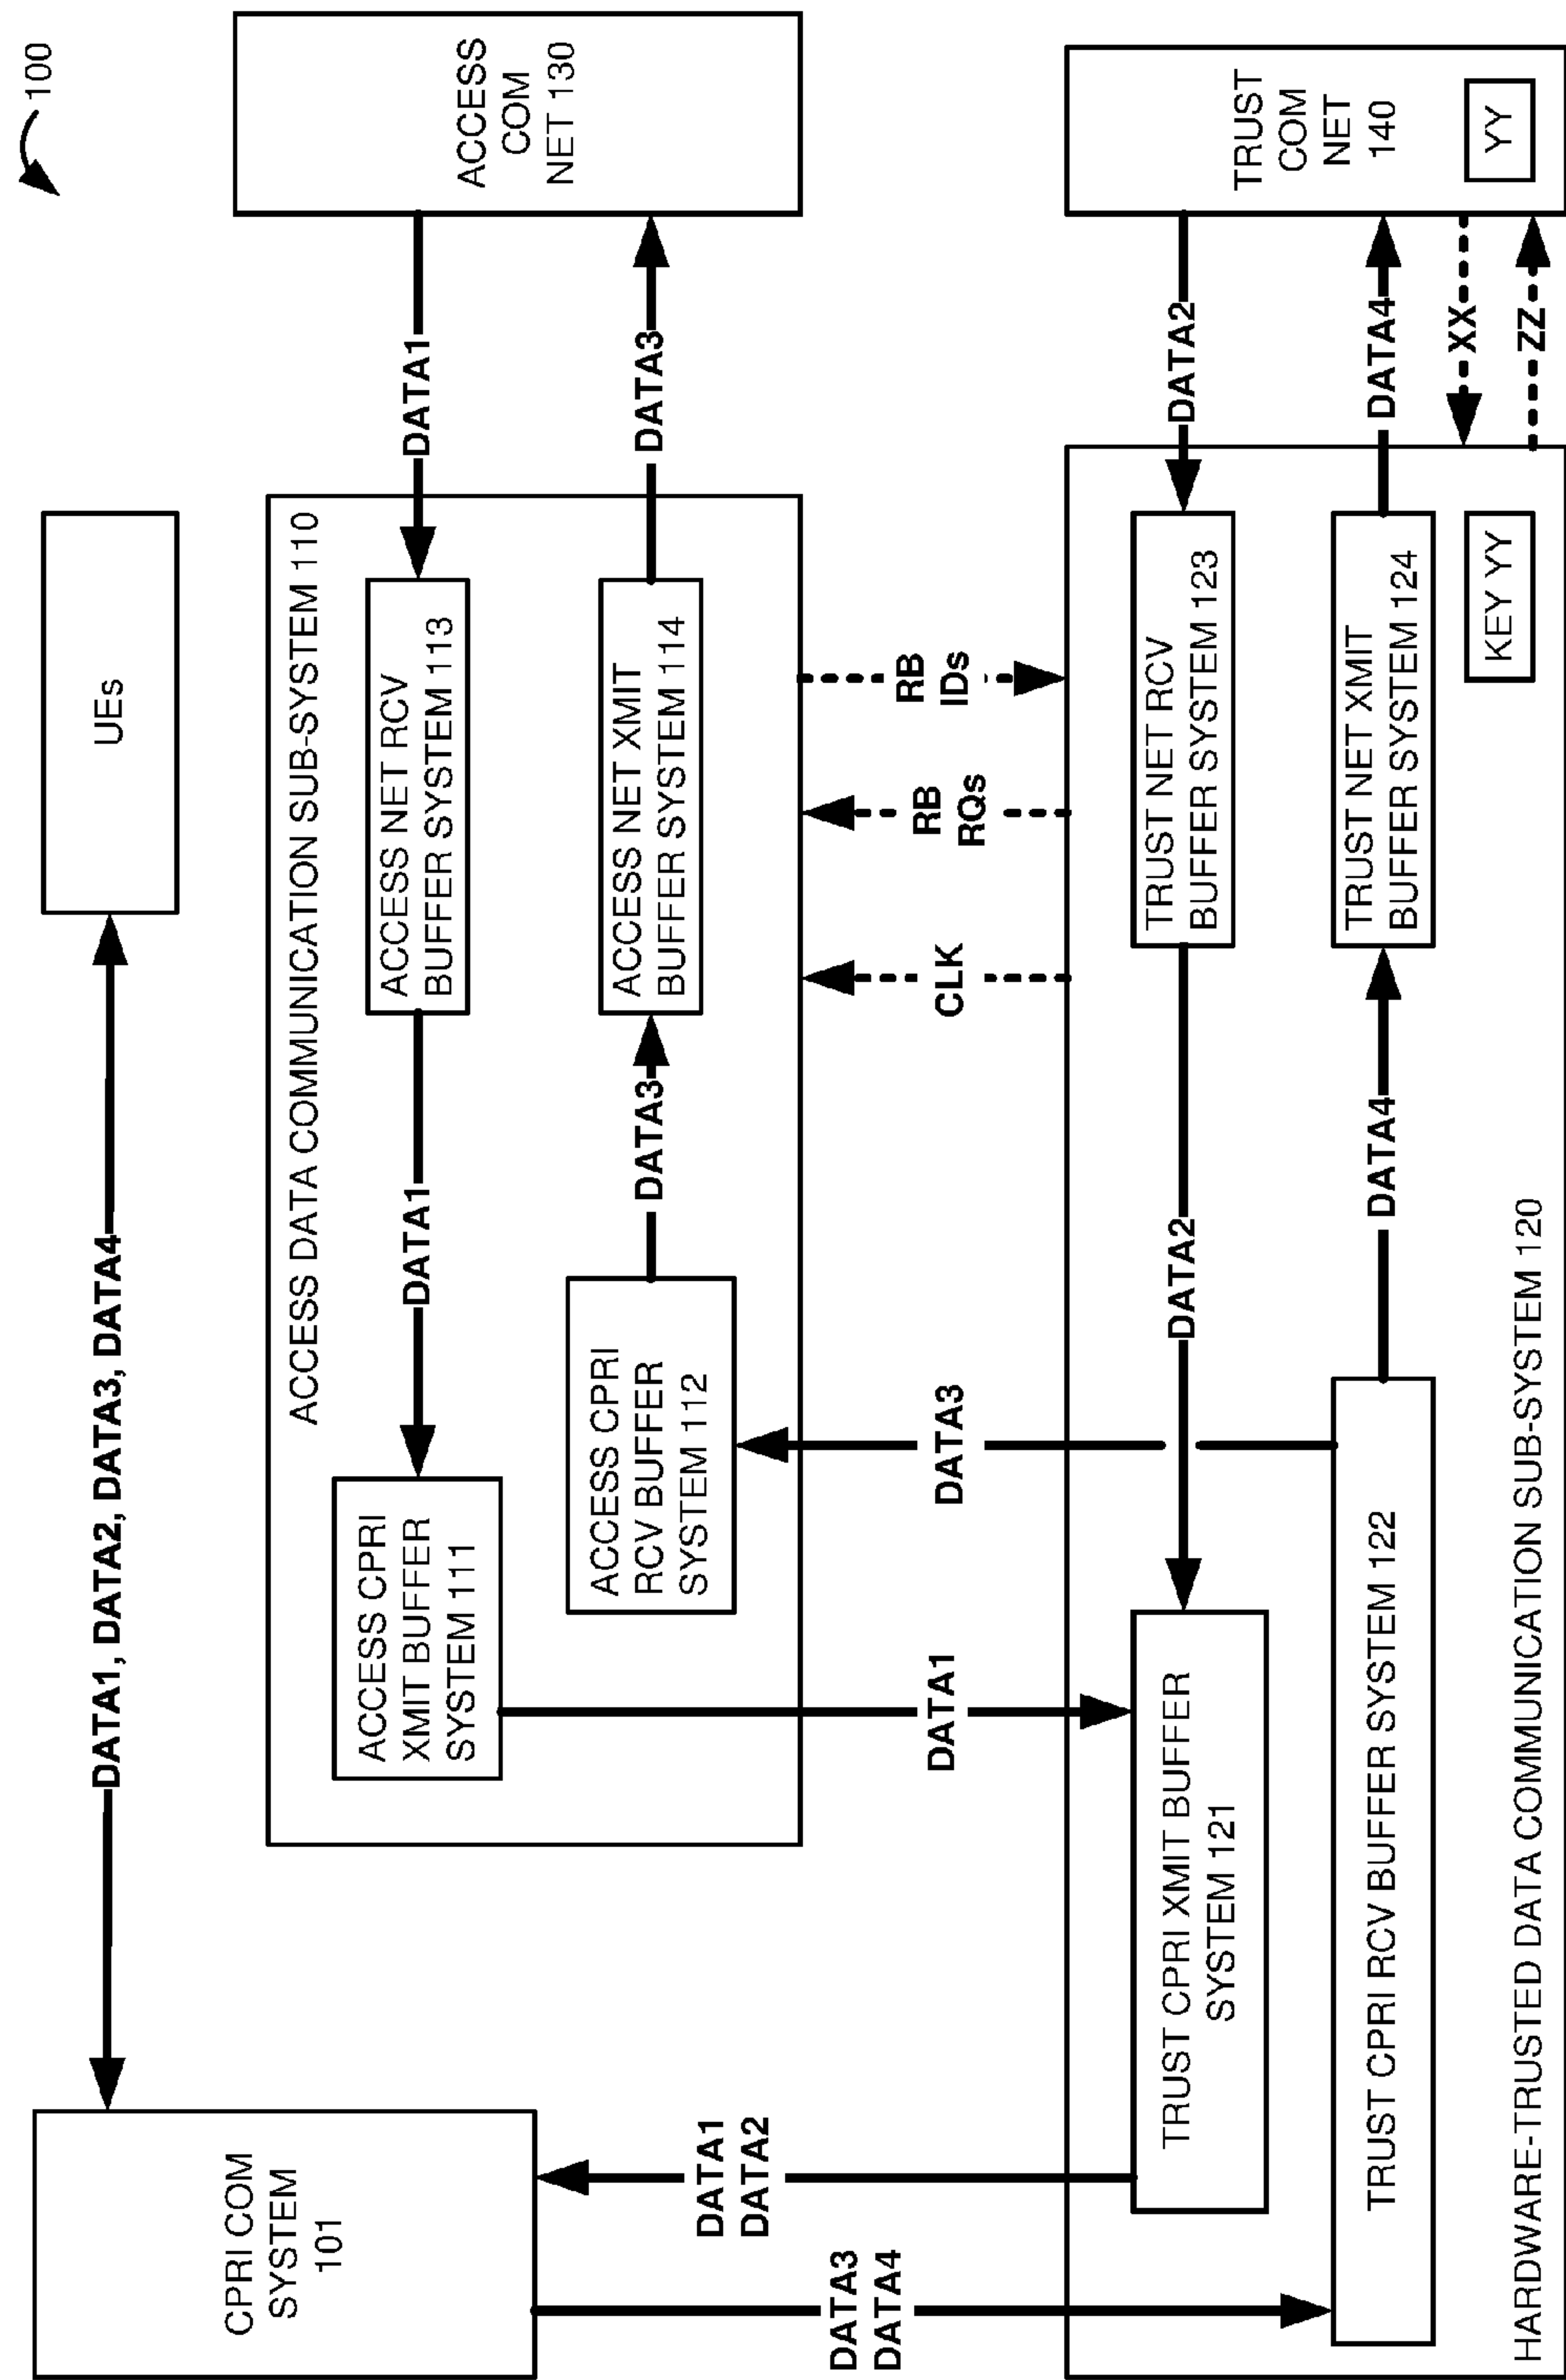 100
CPRI COM
SYSTEM
101
DATA1, DATA2, DATA3, DATA4
UEs
ACCESS DATA COMMUNICATION SUB-SYSTEM 110
ACCESS CPRI
XMIT BUFFER
SYSTEM 111
DATA1
ACCESS NET RCV
BUFFER SYSTEM 113
DATA1
ACCESS CPRI
RCV BUFFER
SYSTEM 112
DATA3
ACCESS NET XMIT
BUFFER SYSTEM 114
DATA3
ACCESS
COM
NET 130
DATA1
DATA2
DATA3
DATA4
DATA1
DATA3
CLK
RB
RQs
RB
IDs
TRUST CPRI XMIT BUFFER
SYSTEM 121
DATA2
TRUST NET RCV
BUFFER SYSTEM 123
DATA2
TRUST CPRI RCV BUFFER SYSTEM 122
DATA4
TRUST NET XMIT
BUFFER SYSTEM 124
DATA4
TRUST
COM
NET
140
KEY YY
XX
ZZ
YY
HARDWARE-TRUSTED DATA COMMUNICATION SUB-SYSTEM 120